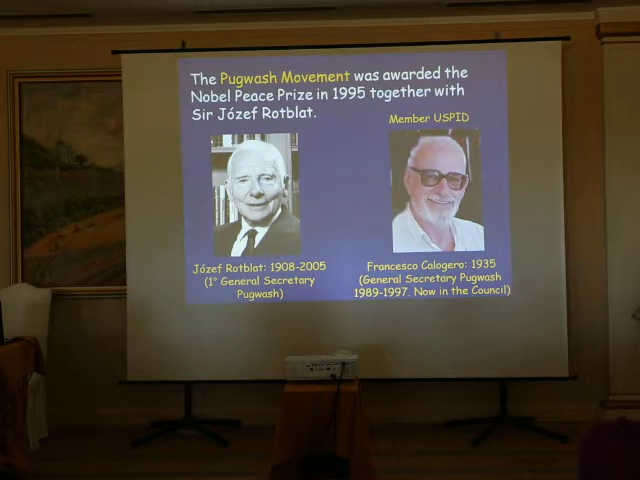 The Pugwash Movement was awarded the
Nobel Peace Prize in 1995 together with
Sir Józef Rotblat.
Member USPID
Józef Rotblat: 1908-2005
(1° General Secretary
Pugwash)
Francesco Calogero: 1935
(General Secretary Pugwash
1989-1997. Now in the Council)